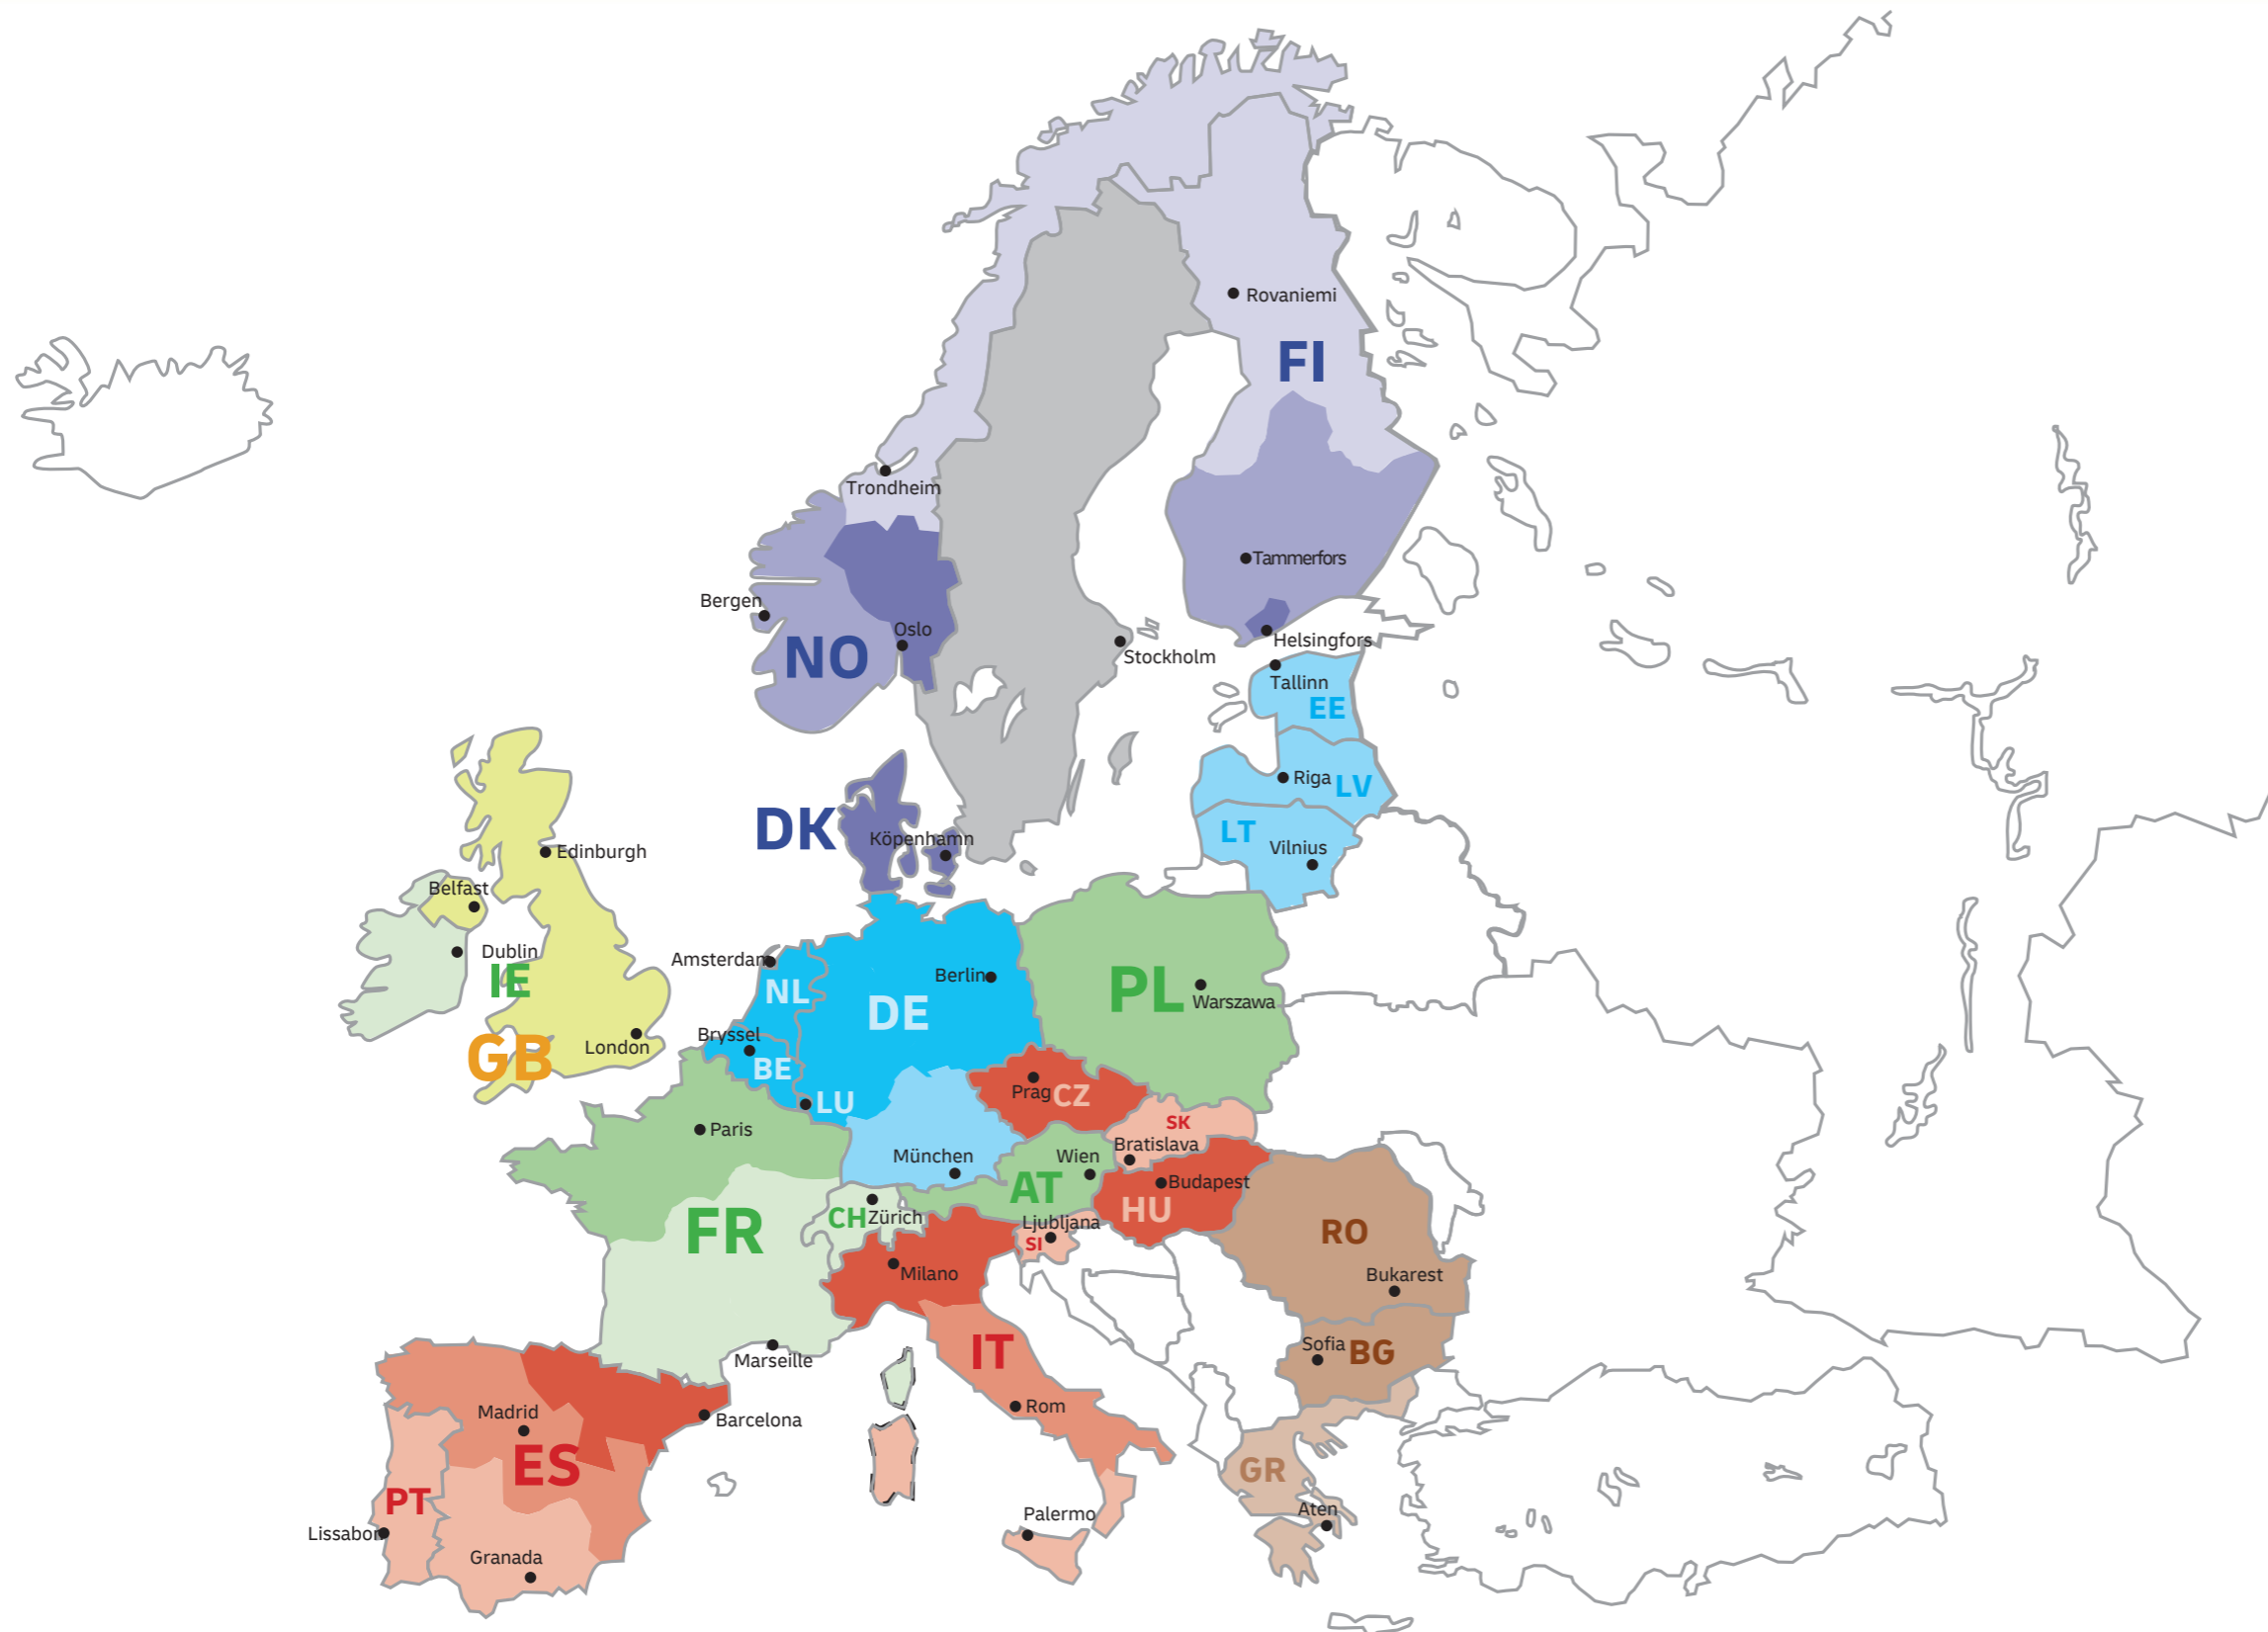 Rovaniemi
FI
Trondheim
Tammerfors
Bergen
Oslo
NO
Helsingfors
Stockholm
Tallinn
EE
Riga
LV
DK
LT
Köpenhamn
Vilnius
Edinburgh
Belfast
Dublin
IE
Amsterdam
Berlin
NL
DE
PL
Warszawa
GB
London
Bryssel
BE
LU
Prag
CZ
SK
Paris
Bratislava
München
Wien
AT
Budapest
HU
CH
Zürich
Ljubljana
SI
FR
RO
Milano
Bukarest
Sofia
BG
IT
Marseille
Rom
Madrid
Barcelona
ES
GR
PT
Lissabon
Aten
Palermo
Granada